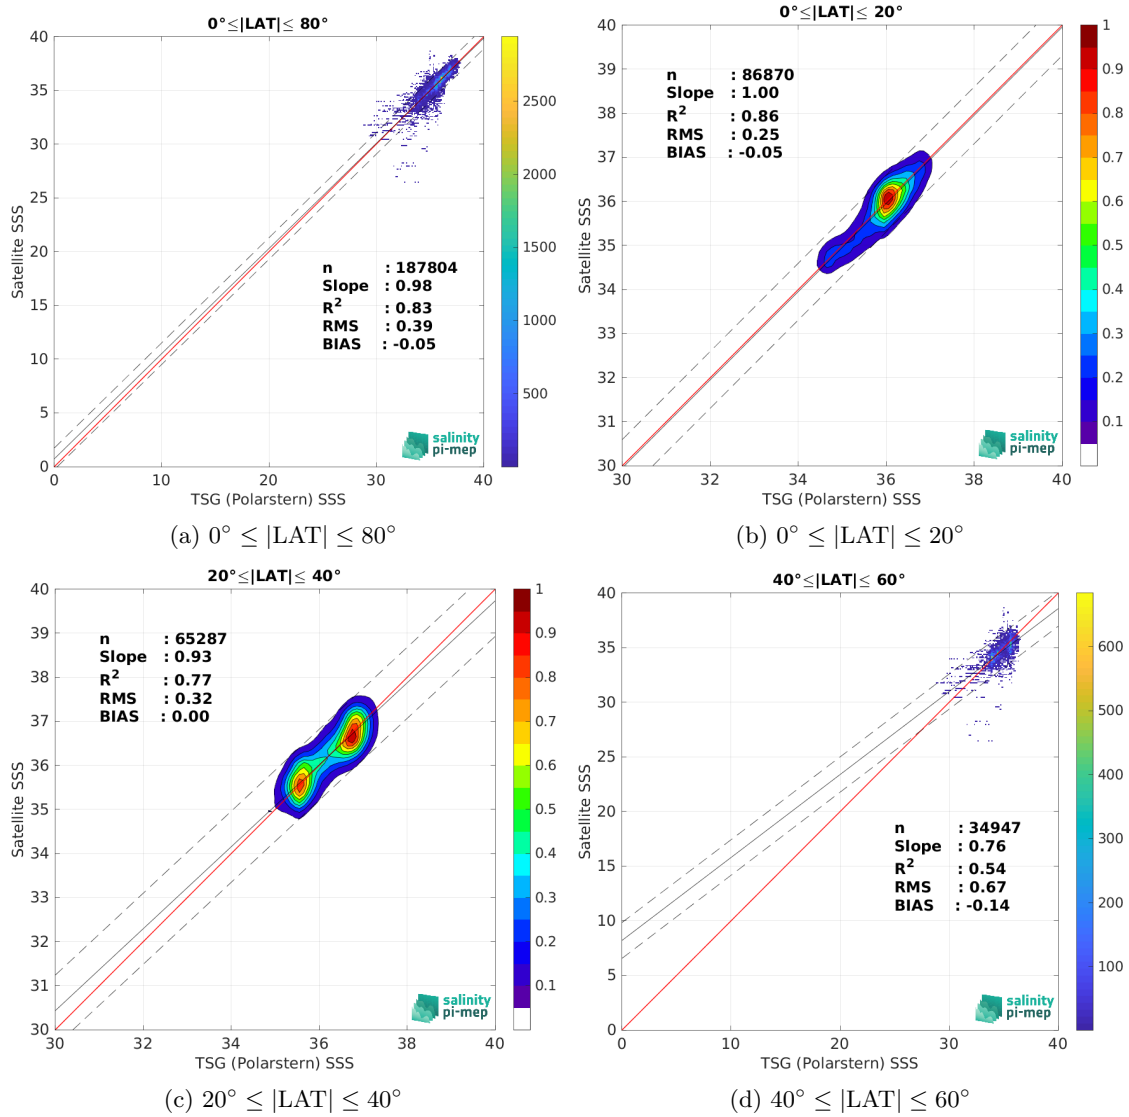 0°≤|LAT|≤ 80°
40
35
30
25
20
15
10
5
0
Satellite SSS
n : 187804
Slope : 0.98
R2 : 0.83
RMS : 0.39
BIAS : -0.05
salinity
pi-mep
0 10 20 30 40
TSG (Polarstern) SSS
2500
2000
1500
1000
500
(a) 0° ≤ |LAT| ≤ 80°
0°≤|LAT|≤ 20°
40
39
38
37
36
35
34
33
32
31
30
Satellite SSS
n : 86870
Slope : 1.00
R2 : 0.86
RMS : 0.25
BIAS : -0.05
salinity
pi-mep
30 32 34 36 38 40
TSG (Polarstern) SSS
1
0.9
0.8
0.7
0.6
0.5
0.4
0.3
0.2
0.1
(b) 0° ≤ |LAT| ≤ 20°
20°≤|LAT|≤ 40°
40
39
38
37
36
35
34
33
32
31
30
Satellite SSS
n : 65287
Slope : 0.93
R2 : 0.77
RMS : 0.32
BIAS : 0.00
salinity
pi-mep
30 32 34 36 38 40
TSG (Polarstern) SSS
1
0.9
0.8
0.7
0.6
0.5
0.4
0.3
0.2
0.1
(c) 20° ≤ |LAT| ≤ 40°
40°≤|LAT|≤ 60°
40
35
30
25
20
15
10
5
0
Satellite SSS
n : 34947
Slope : 0.76
R2 : 0.54
RMS : 0.67
BIAS : -0.14
salinity
pi-mep
0 10 20 30 40
TSG (Polarstern) SSS
600
500
400
300
200
100
(d) 40° ≤ |LAT| ≤ 60°